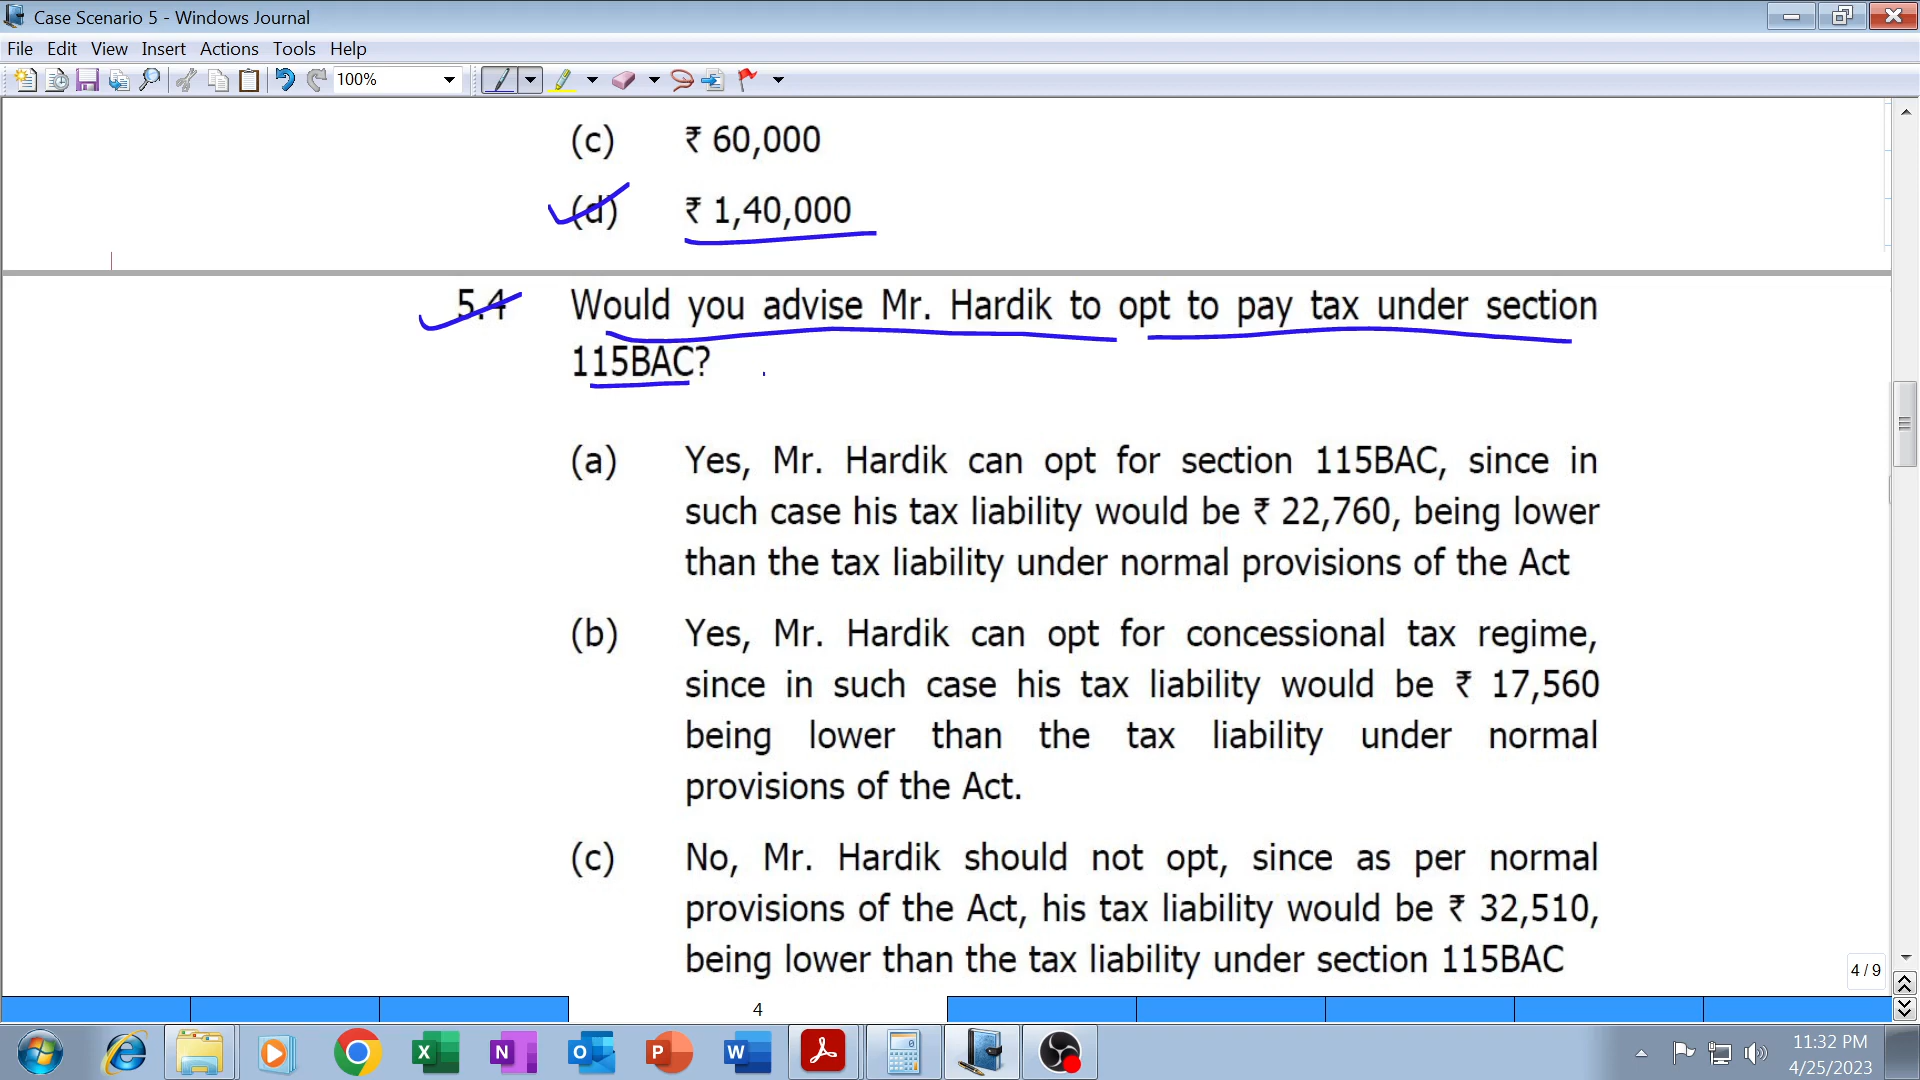 Case Scenario 5 - Windows Journal
File Edit View Insert Actions Tools Help
100%
(c) ₹ 60,000
(d) ₹ 1,40,000
5.4 Would you advise Mr. Hardik to opt to pay tax under section
115BAC?
(a) Yes, Mr. Hardik can opt for section 115BAC, since in
such case his tax liability would be ₹ 22,760, being lower
than the tax liability under normal provisions of the Act
(b) Yes, Mr. Hardik can opt for concessional tax regime,
since in such case his tax liability would be ₹ 17,560
being lower than the tax liability under normal
provisions of the Act.
(c) No, Mr. Hardik should not opt, since as per normal
provisions of the Act, his tax liability would be ₹ 32,510,
being lower than the tax liability under section 115BAC
4 / 9
4
11:32 PM
4/25/2023